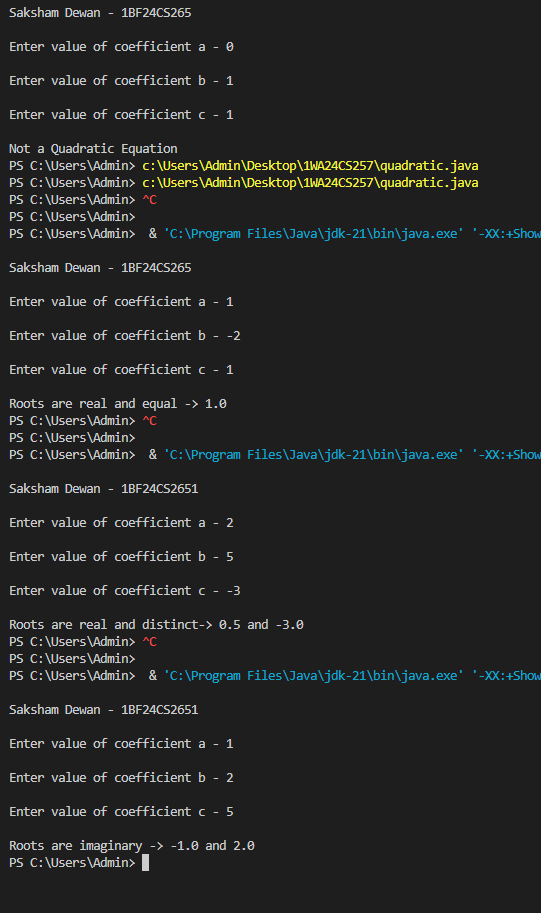 Saksham Dewan - 1BF24CS265
Enter value of coefficient a - 0
Enter value of coefficient b - 1
Enter value of coefficient c - 1
Not a Quadratic Equation
PS C:\Users\Admin> c:\Users\Admin\Desktop\1WA24CS257\quadratic.java
PS C:\Users\Admin> c:\Users\Admin\Desktop\1WA24CS257\quadratic.java
PS C:\Users\Admin> ^C
PS C:\Users\Admin>
PS C:\Users\Admin>  & 'C:\Program Files\Java\jdk-21\bin\java.exe' '-XX:+Show
Saksham Dewan - 1BF24CS265
Enter value of coefficient a - 1
Enter value of coefficient b - -2
Enter value of coefficient c - 1
Roots are real and equal -> 1.0
PS C:\Users\Admin> ^C
PS C:\Users\Admin>
PS C:\Users\Admin>  & 'C:\Program Files\Java\jdk-21\bin\java.exe' '-XX:+Show
Saksham Dewan - 1BF24CS2651
Enter value of coefficient a - 2
Enter value of coefficient b - 5
Enter value of coefficient c - -3
Roots are real and distinct-> 0.5 and -3.0
PS C:\Users\Admin> ^C
PS C:\Users\Admin>
PS C:\Users\Admin>  & 'C:\Program Files\Java\jdk-21\bin\java.exe' '-XX:+Show
Saksham Dewan - 1BF24CS2651
Enter value of coefficient a - 1
Enter value of coefficient b - 2
Enter value of coefficient c - 5
Roots are imaginary -> -1.0 and 2.0
PS C:\Users\Admin>